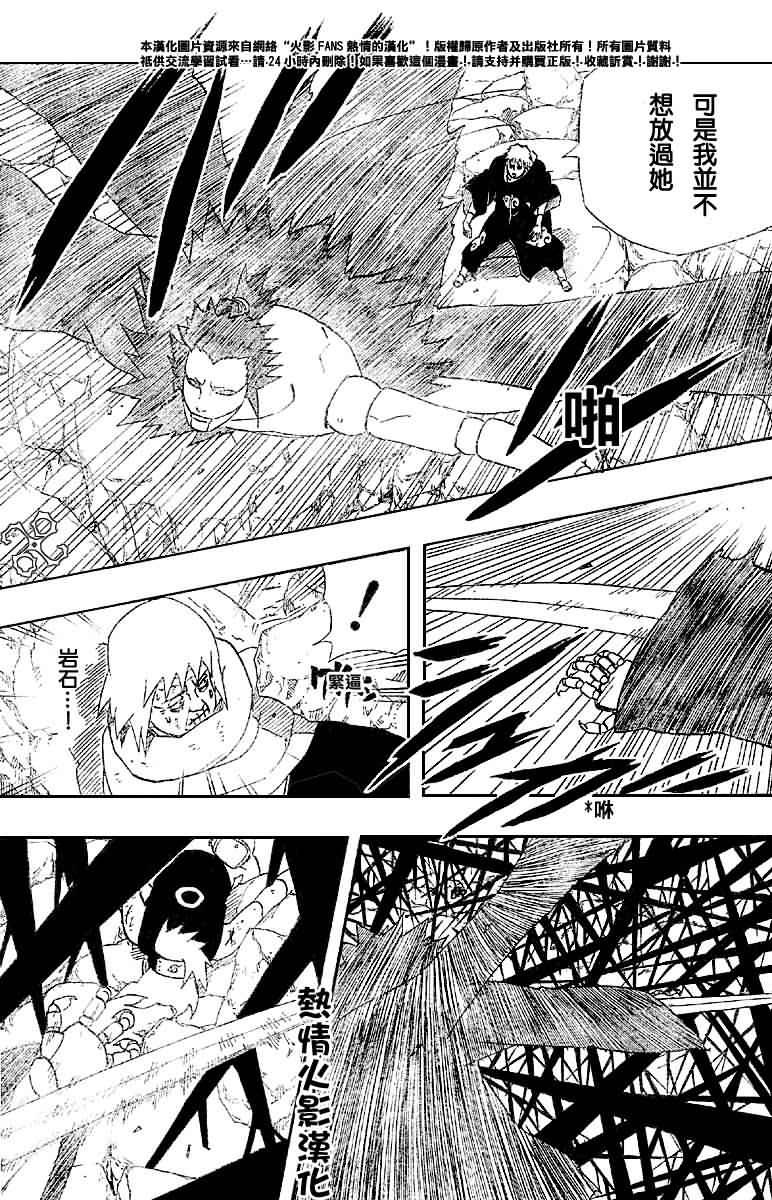 本漢化圖片資源來自網絡“火影FANS熱情的漢化”！版權歸原作者及出版社所有！所有圖片質料
祇供交流學習試看…請24小時內刪除！如果喜歡這個漫畫！請支持并購買正版！收藏訢賞！謝謝！
可是我並不
想放過她
啪
*咻
！
緊逼
岩石…！
熱情火影漢化